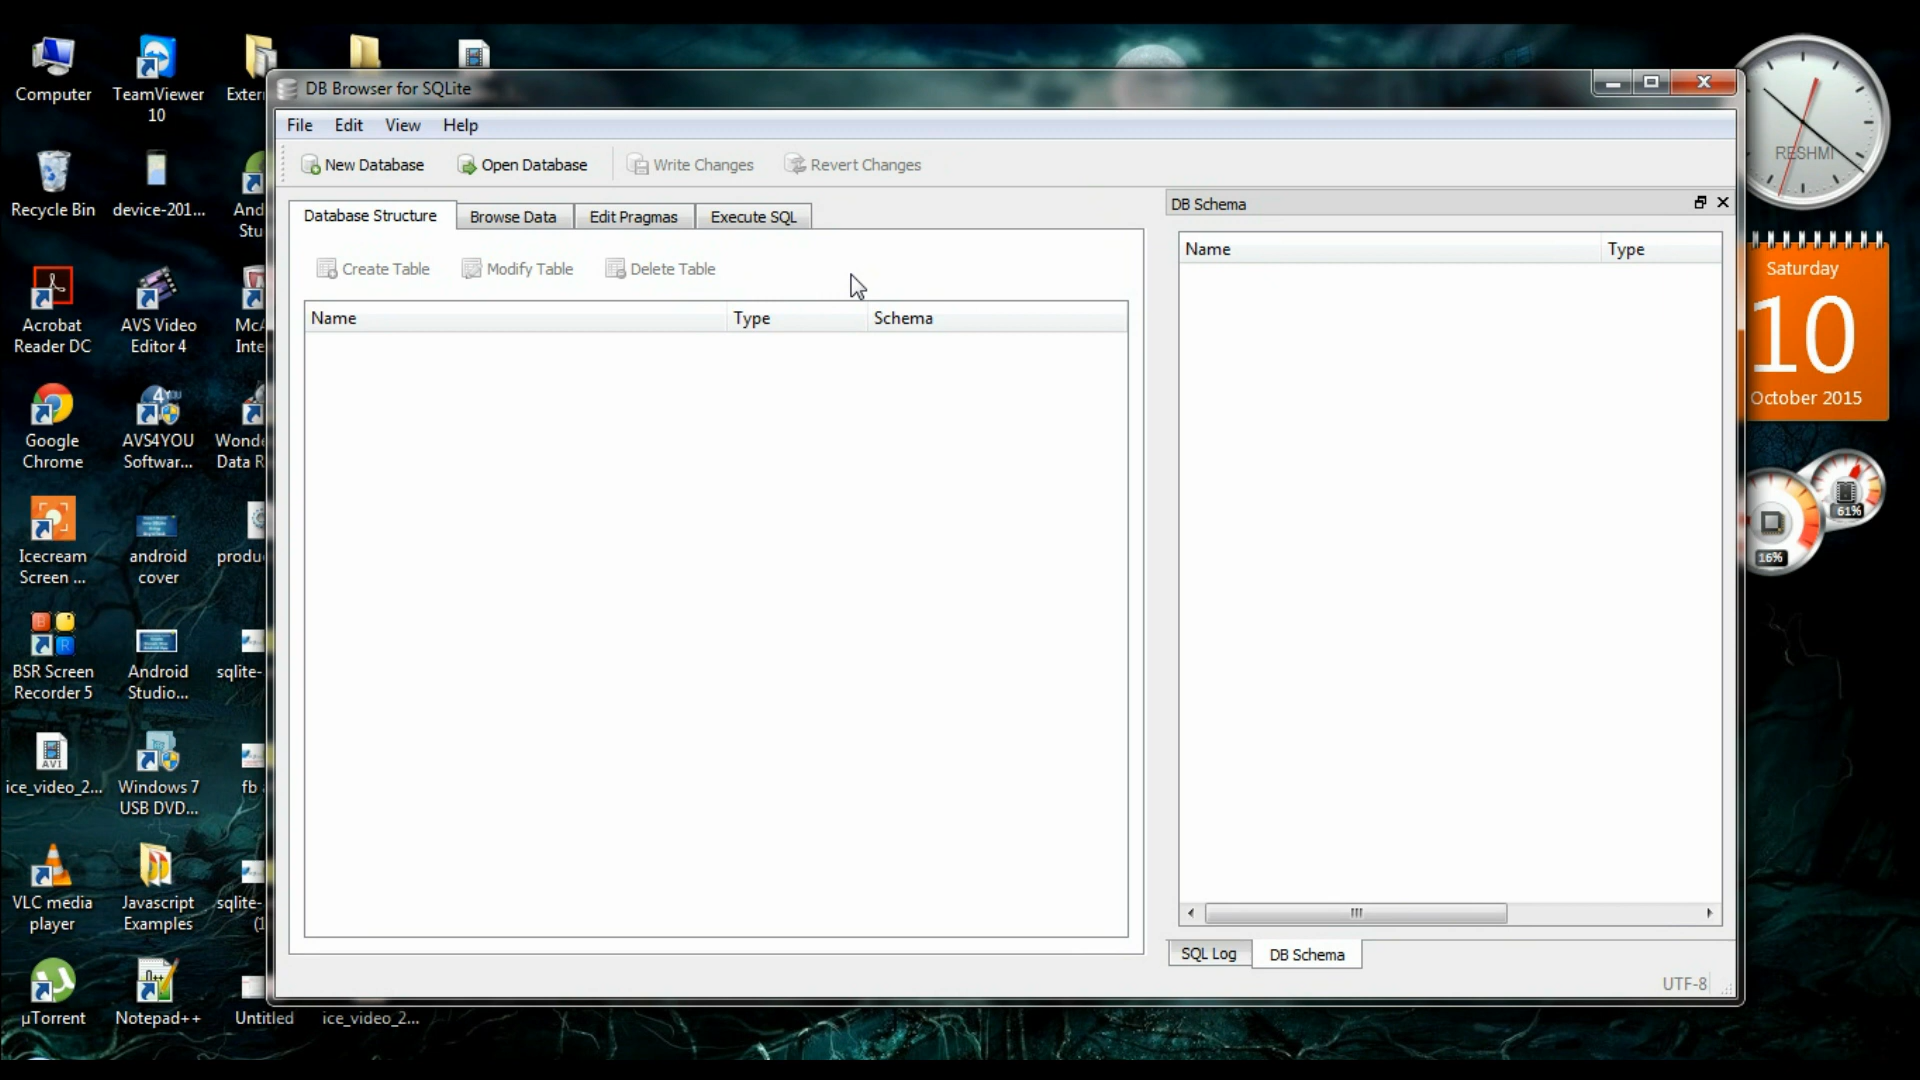 Computer
TeamViewer
10
Exter
Recycle Bin
device-201...
And
Stu
Acrobat
Reader DC
AVS Video
Editor 4
McA
Inte
Google
Chrome
AVS4YOU
Softwar...
Wonde
Data R
Icecream
Screen ...
android
cover
produ
BSR Screen
Recorder 5
Android
Studio...
sqlite-
AVI
ice_video_2...
Windows 7
USB DVD...
fb
VLC media
player
Javascript
Examples
sqlite-
(1
µTorrent
Notepad++
Untitled
ice_video_2...
DB Browser for SQLite
File Edit View Help
New Database Open Database Write Changes Revert Changes
Database Structure Browse Data Edit Pragmas Execute SQL
Create Table Modify Table Delete Table
Name Type Schema
DB Schema
Name Type
SQL Log DB Schema
UTF-8
RESHMI
Saturday
10
October 2015
61%
16%